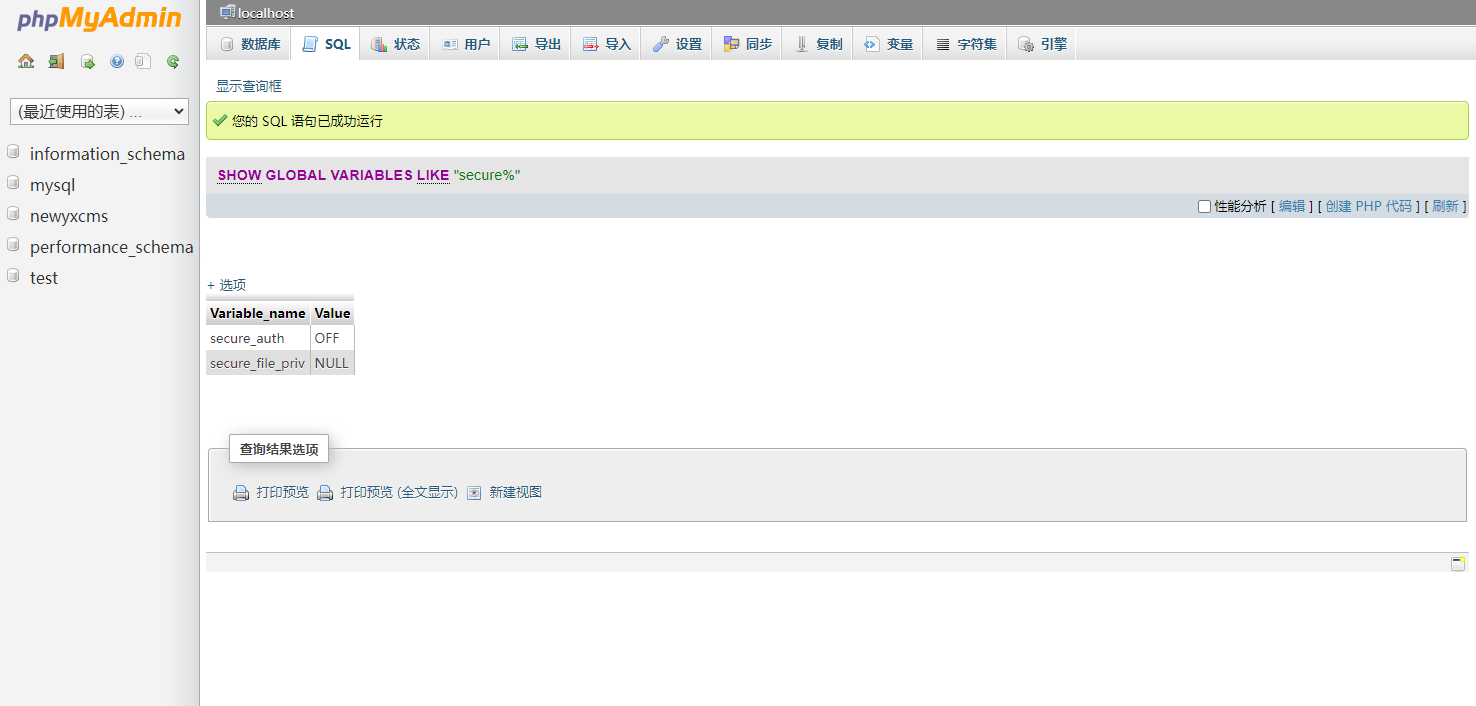 phpMyAdmin
(最近使用的表) ...
information_schema
mysql
newyxcms
performance_schema
test
localhost
数据库 SQL 状态 用户 导出 导入 设置 同步 复制 变量 字符集 引擎
显示查询框
您的 SQL 语句已成功运行
SHOW GLOBAL VARIABLES LIKE "secure%"
性能分析 [ 编辑 ] [ 创建 PHP 代码 ] [ 刷新 ]
+ 选项
Variable_name Value
secure_auth OFF
secure_file_priv NULL
查询结果选项
打印预览 打印预览 (全文显示) 新建视图